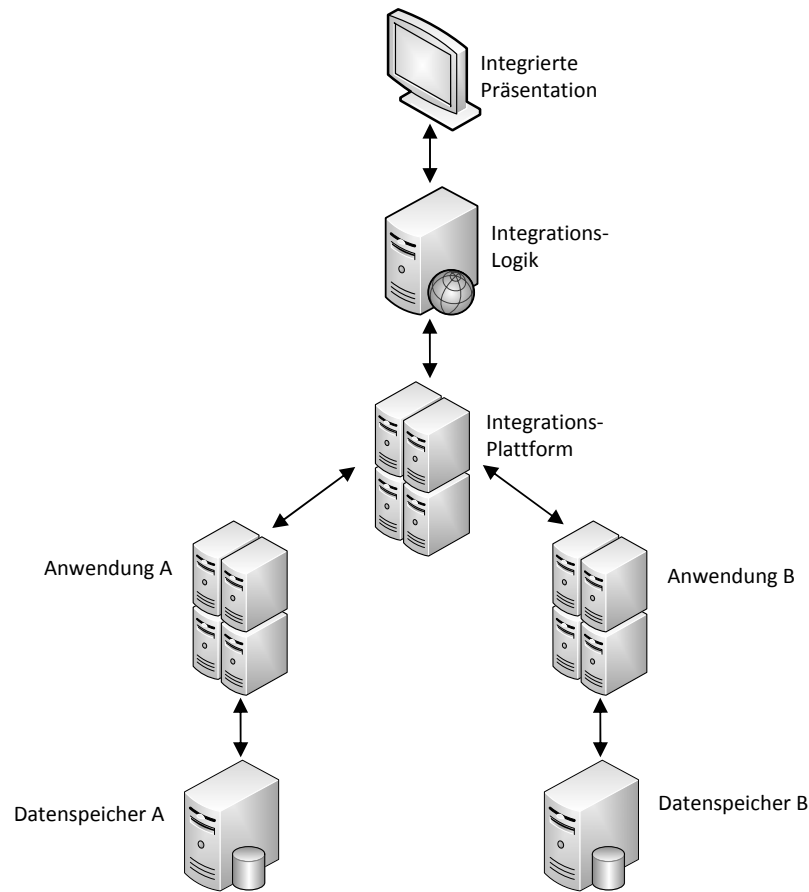 Integrierte
Präsentation
Integrations-
Logik
Integrations-
Plattform
Anwendung A
Anwendung B
Datenspeicher A
Datenspeicher B